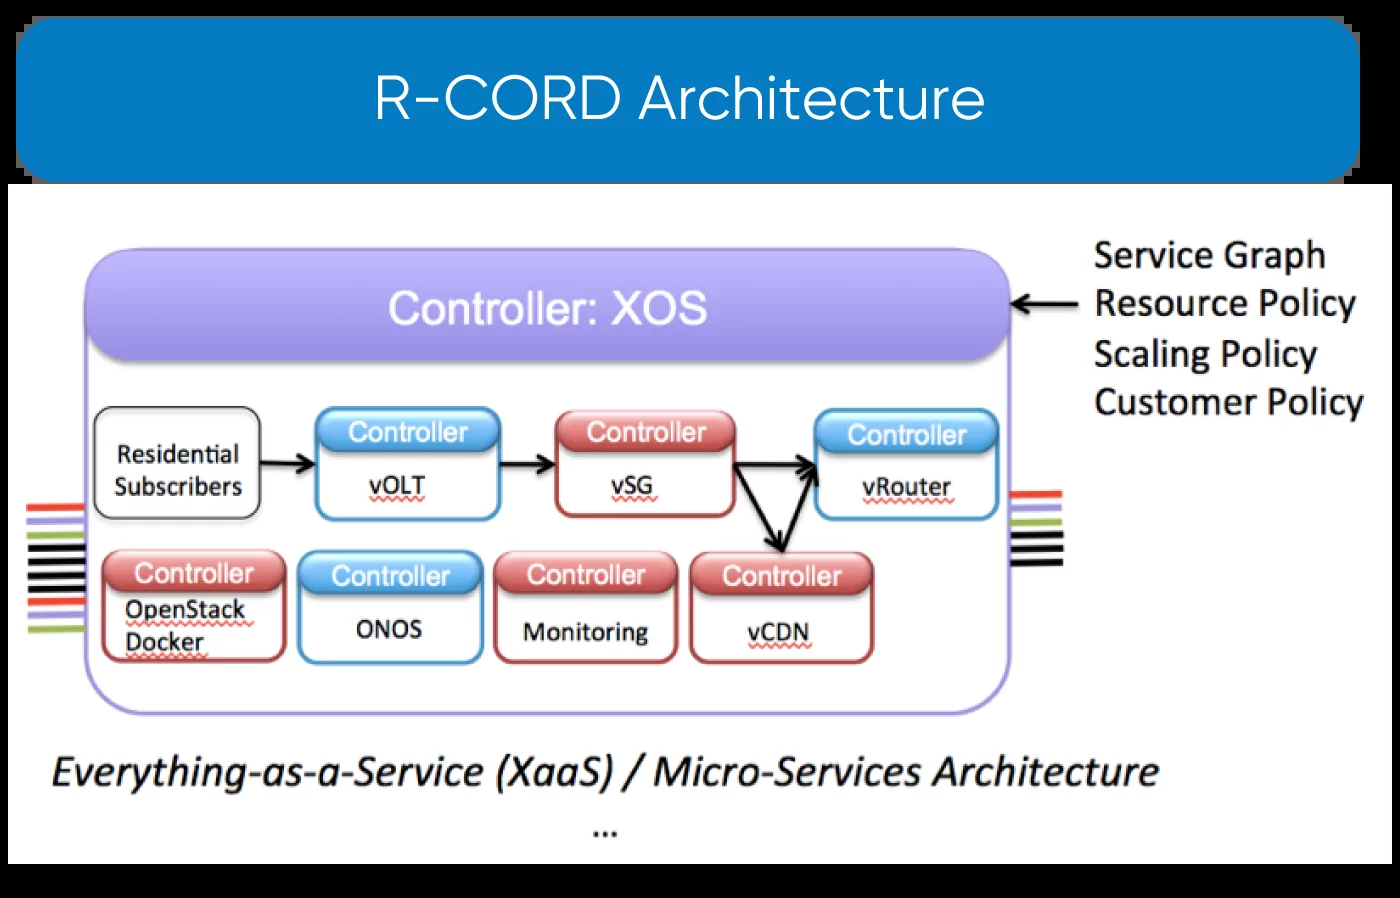 R-CORD Architecture
Controller: XOS
Service Graph
Resource Policy
Scaling Policy
Customer Policy
Residential
Subscribers
Controller
vOLT
Controller
vSG
Controller
vRouter
Controller
OpenStack
Docker
Controller
ONOS
Controller
Monitoring
Controller
vCDN
Everything-as-a-Service (XaaS) / Micro-Services Architecture
...